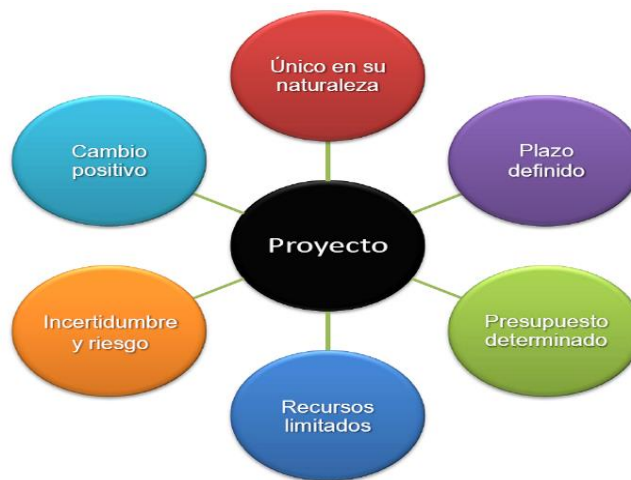 Único en su
naturaleza
Cambio
positivo
Plazo
definido
Proyecto
Incertidumbre
y riesgo
Presupuesto
determinado
Recursos
limitados